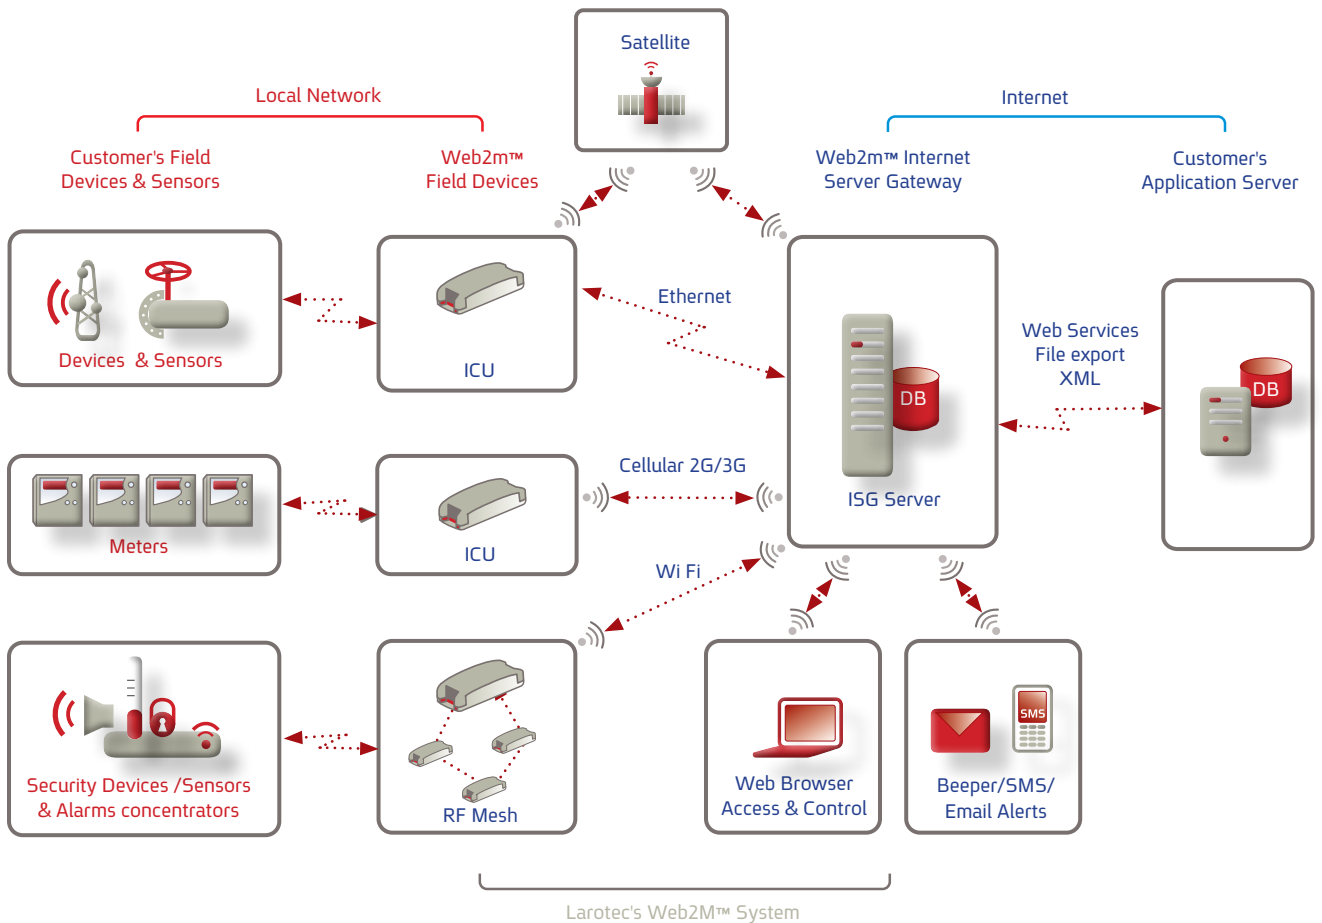 Satellite
Local Network
Internet
Customer's Field
Devices & Sensors
Web2m™
Field Devices
Web2m™ Internet
Server Gateway
Customer's
Application Server
Devices & Sensors
ICU
Ethernet
DB
ISG Server
Web Services
File export
XML
DB
Meters
ICU
Cellular 2G/3G
Wi Fi
Security Devices /Sensors
& Alarms concentrators
RF Mesh
Web Browser
Access & Control
SMS
Beeper/SMS/
Email Alerts
Larotec's Web2M™ System